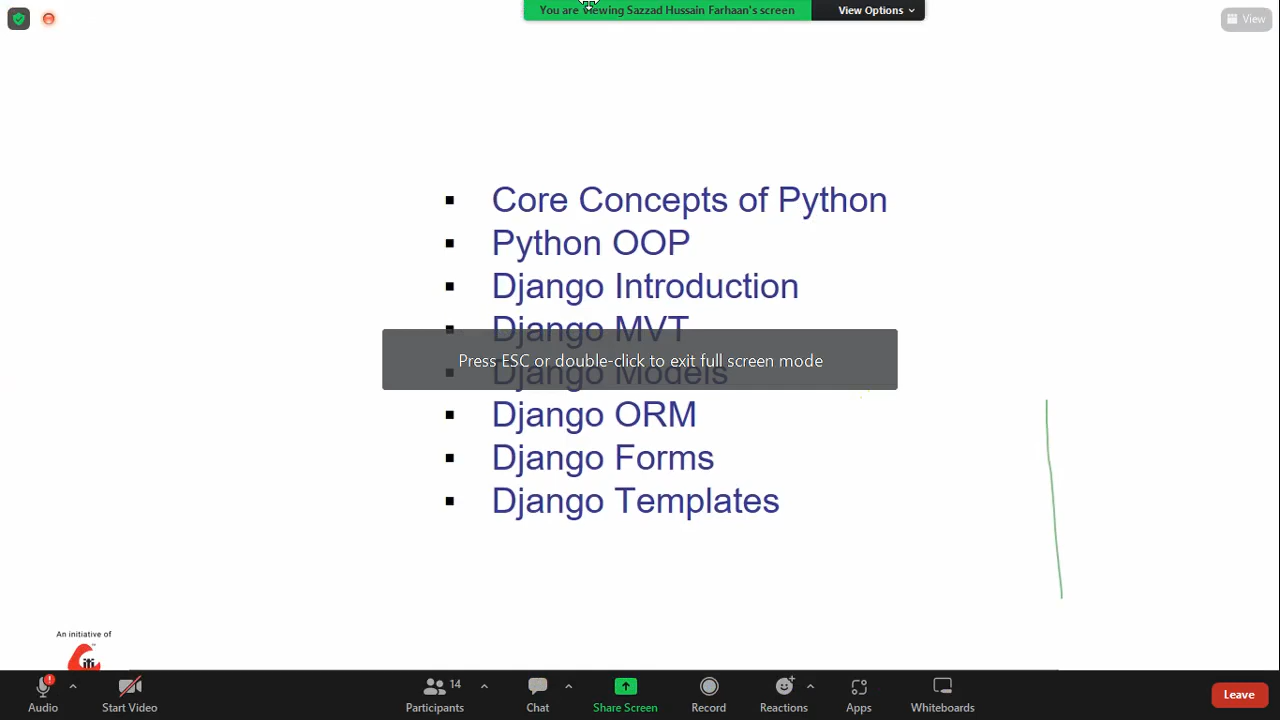 You are viewing Sazzad Hussain Farhaan's screen
View Options
View
Core Concepts of Python
Python OOP
Django Introduction
Django MVT
Press ESC or double-click to exit full screen mode
Django Models
Django ORM
Django Forms
Django Templates
An initiative of
Audio
Start Video
14
Participants
Chat
Share Screen
Record
Reactions
Apps
Whiteboards
Leave